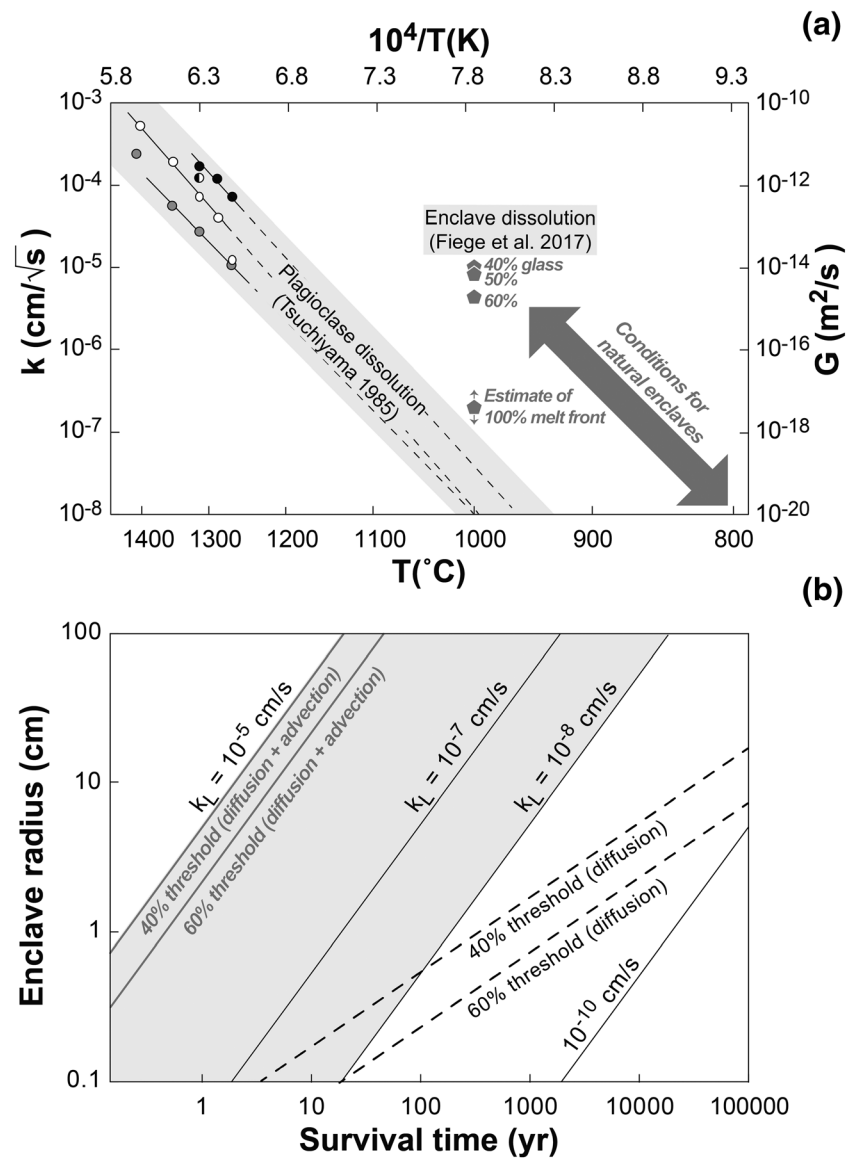 (a)
10⁴/T(K)
5.8 6.3 6.8 7.3 7.8 8.3 8.8 9.3
10⁻³ 10⁻¹⁰
10⁻⁴ 10⁻¹²
10⁻⁵ 10⁻¹⁴
10⁻⁶ 10⁻¹⁶
10⁻⁷ 10⁻¹⁸
10⁻⁸ 10⁻²⁰
k (cm/√s)
G (m²/s)
Enclave dissolution
(Fiege et al. 2017)
40% glass
50%
60%
Plagioclase dissolution
(Tsuchiyama 1985)
Conditions for
natural enclaves
Estimate of
100% melt front
1400 1300 1200 1100 1000 900 800
T(˚C)
(b)
100
10
1
0.1
Enclave radius (cm)
k_L = 10⁻⁵ cm/s
40% threshold (diffusion + advection)
60% threshold (diffusion + advection)
k_L = 10⁻⁷ cm/s
k_L = 10⁻⁸ cm/s
40% threshold (diffusion)
60% threshold (diffusion)
10⁻¹⁰ cm/s
1 10 100 1000 10000 100000
Survival time (yr)